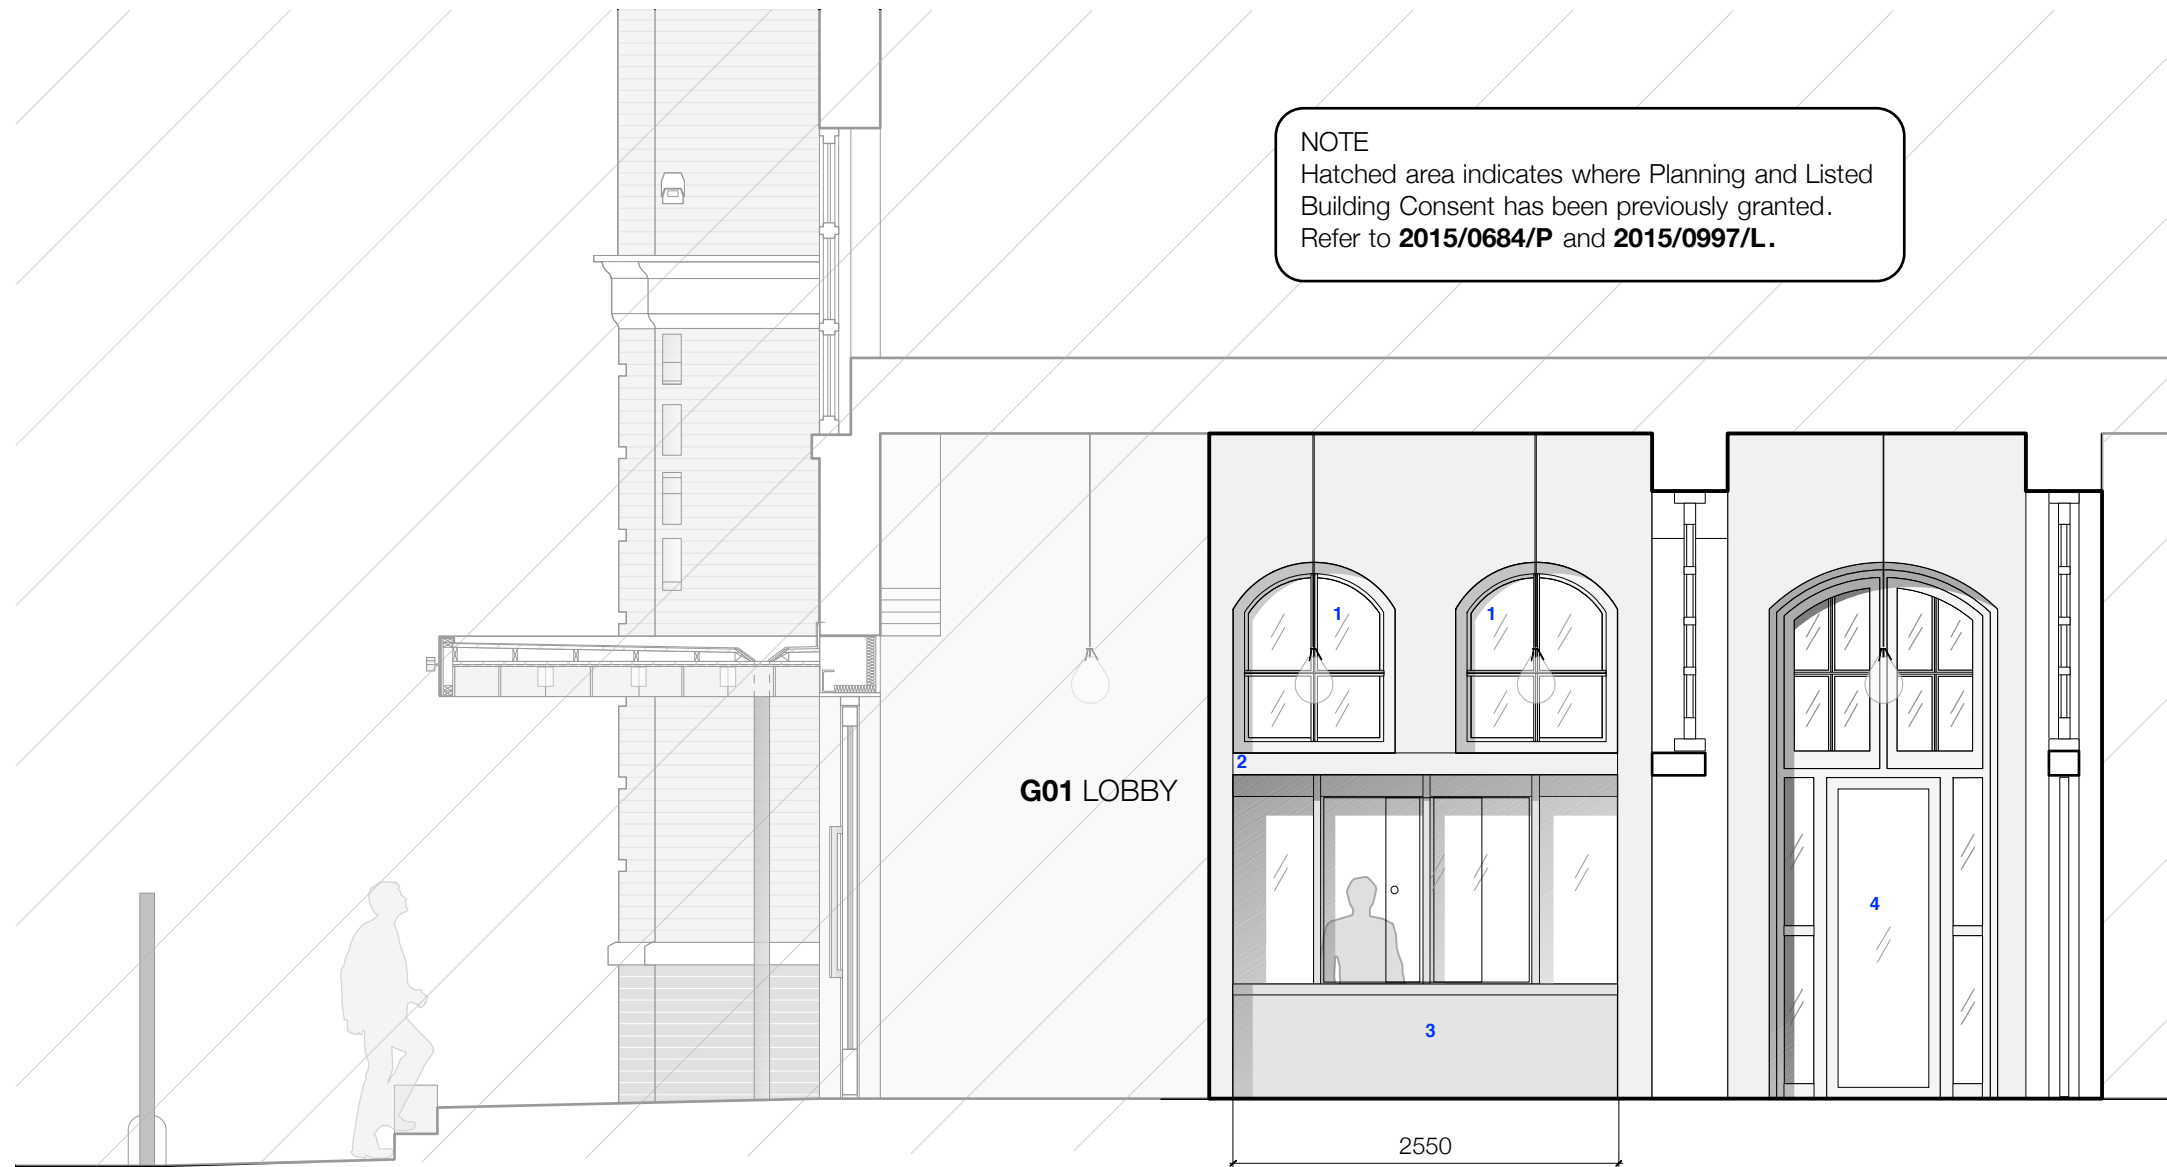 NOTE
Hatched area indicates where Planning and Listed
Building Consent has been previously granted.
Refer to 2015/0684/P and 2015/0997/L.
1
1
2
G01 LOBBY
4
3
2550